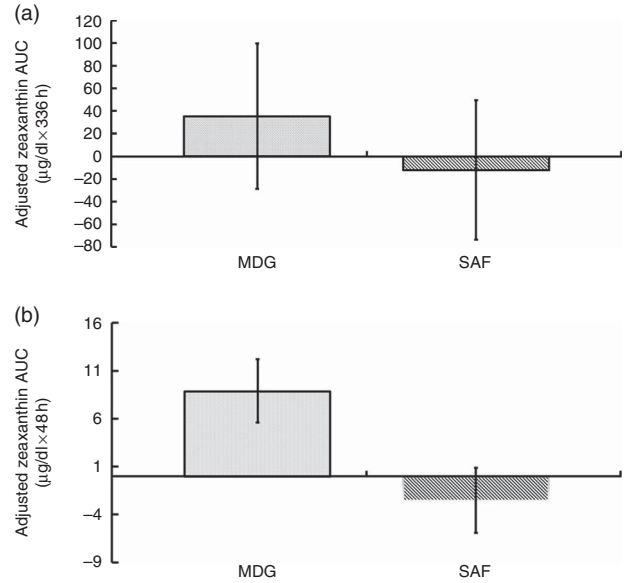 (a)
Adjusted zeaxanthin AUC
(µg/dl×336 h)
120
100
80
60
40
20
0
−20
−40
−60
−80
MDG SAF
(b)
Adjusted zeaxanthin AUC
(µg/dl×48 h)
16
11
6
1
−4
−9
MDG SAF